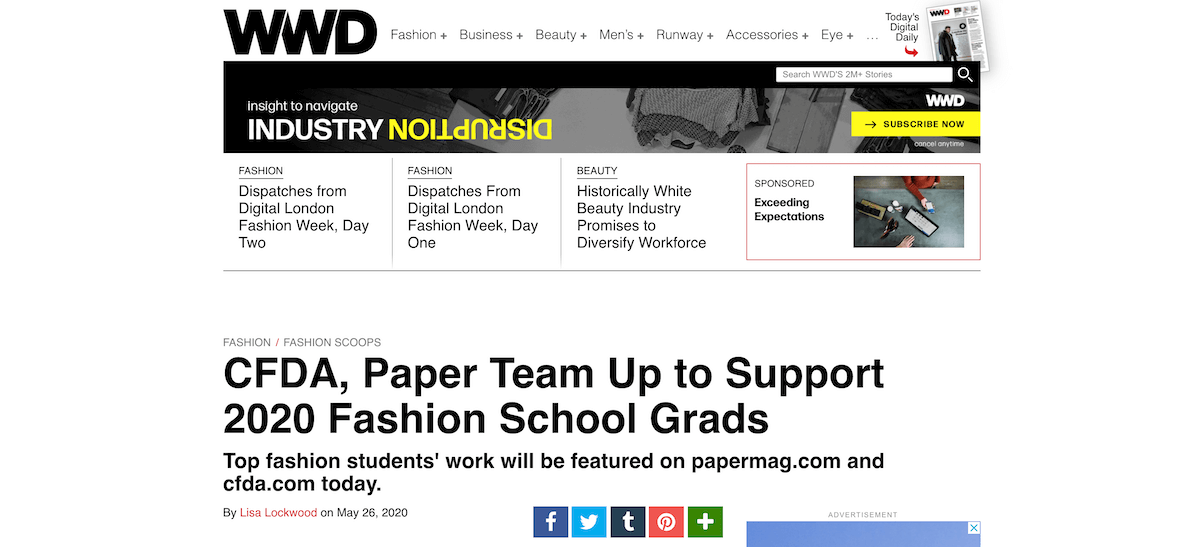 WWD
Fashion + Business + Beauty + Men's + Runway + Accessories + Eye + ...
Today's
Digital
Daily
WWD
Search WWD'S 2M+ Stories
insight to navigate
INDUSTRY DISRUPTION
WWD
→ SUBSCRIBE NOW
cancel anytime
FASHION
Dispatches from
Digital London
Fashion Week, Day
Two
FASHION
Dispatches From
Digital London
Fashion Week, Day
One
BEAUTY
Historically White
Beauty Industry
Promises to
Diversify Workforce
SPONSORED
Exceeding
Expectations
FASHION / FASHION SCOOPS
CFDA, Paper Team Up to Support
2020 Fashion School Grads
Top fashion students' work will be featured on papermag.com and
cfda.com today.
By Lisa Lockwood on May 26, 2020
ADVERTISEMENT